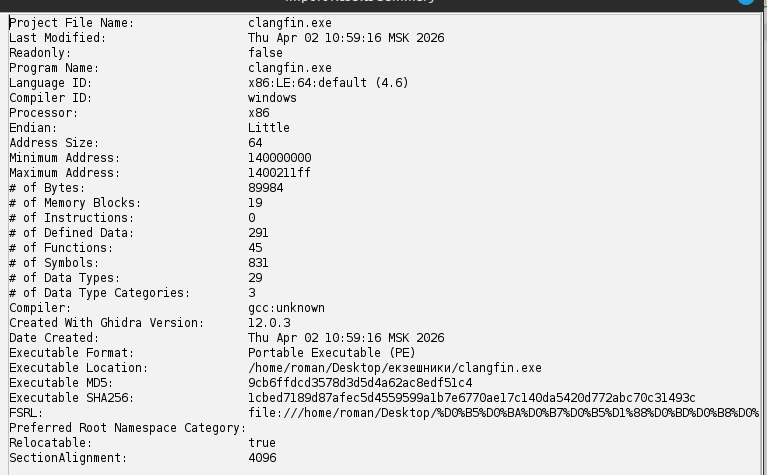 Project File Name: clangfin.exe
Last Modified: Thu Apr 02 10:59:16 MSK 2026
Readonly: false
Program Name: clangfin.exe
Language ID: x86:LE:64:default (4.6)
Compiler ID: windows
Processor: x86
Endian: Little
Address Size: 64
Minimum Address: 140000000
Maximum Address: 1400211ff
# of Bytes: 89984
# of Memory Blocks: 19
# of Instructions: 0
# of Defined Data: 291
# of Functions: 45
# of Symbols: 831
# of Data Types: 29
# of Data Type Categories: 3
Compiler: gcc:unknown
Created With Ghidra Version: 12.0.3
Date Created: Thu Apr 02 10:59:16 MSK 2026
Executable Format: Portable Executable (PE)
Executable Location: /home/roman/Desktop/екзешники/clangfin.exe
Executable MD5: 9cb6ffdcd3578d3d5d4a62ac8edf51c4
Executable SHA256: 1cbed7189d87afec5d4559599a1b7e6770ae17c140da5420d772abc70c31493c
FSRL: file:///home/roman/Desktop/%D0%B5%D0%BA%D0%B7%D0%B5%D1%88%D0%BD%D0%B8%D0%
Preferred Root Namespace Category:
Relocatable: true
SectionAlignment: 4096